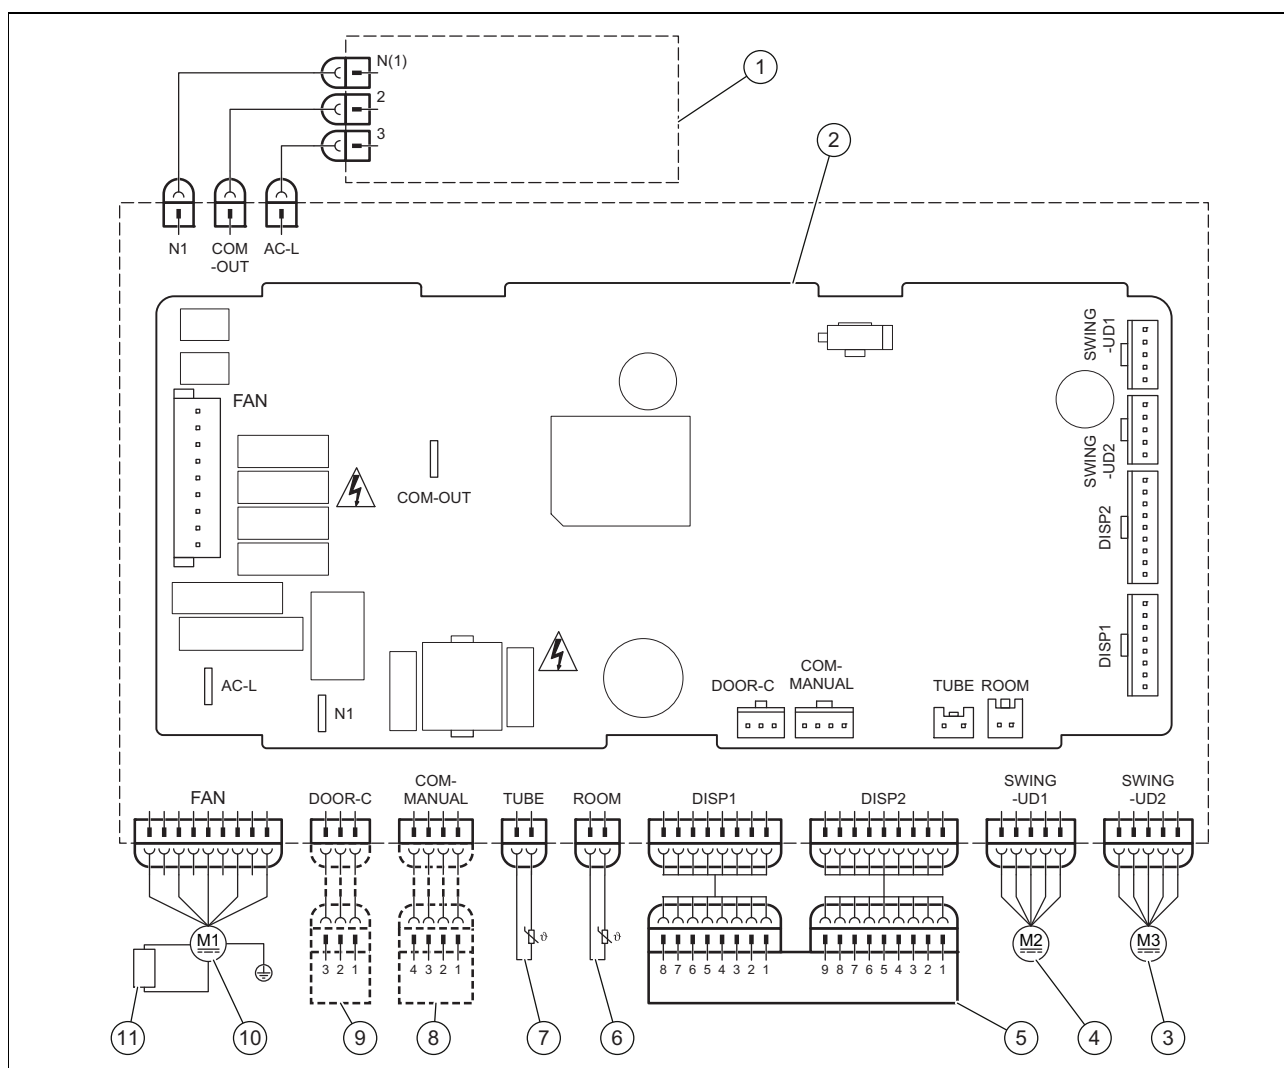 N(1)
2
3
1
2
N1
COM
-OUT
AC-L
SWING
-UD1
FAN
SWING
-UD2
COM-OUT
DISP2
DISP1
AC-L
N1
DOOR-C
COM-
MANUAL
TUBE
ROOM
FAN
DOOR-C
COM-
MANUAL
TUBE
ROOM
DISP1
DISP2
SWING
-UD1
SWING
-UD2
M1
ϑ
ϑ
M2
M3
3 2 1
4 3 2 1
8 7 6 5 4 3 2 1
9 8 7 6 5 4 3 2 1
11
10
9
8
7
6
5
4
3